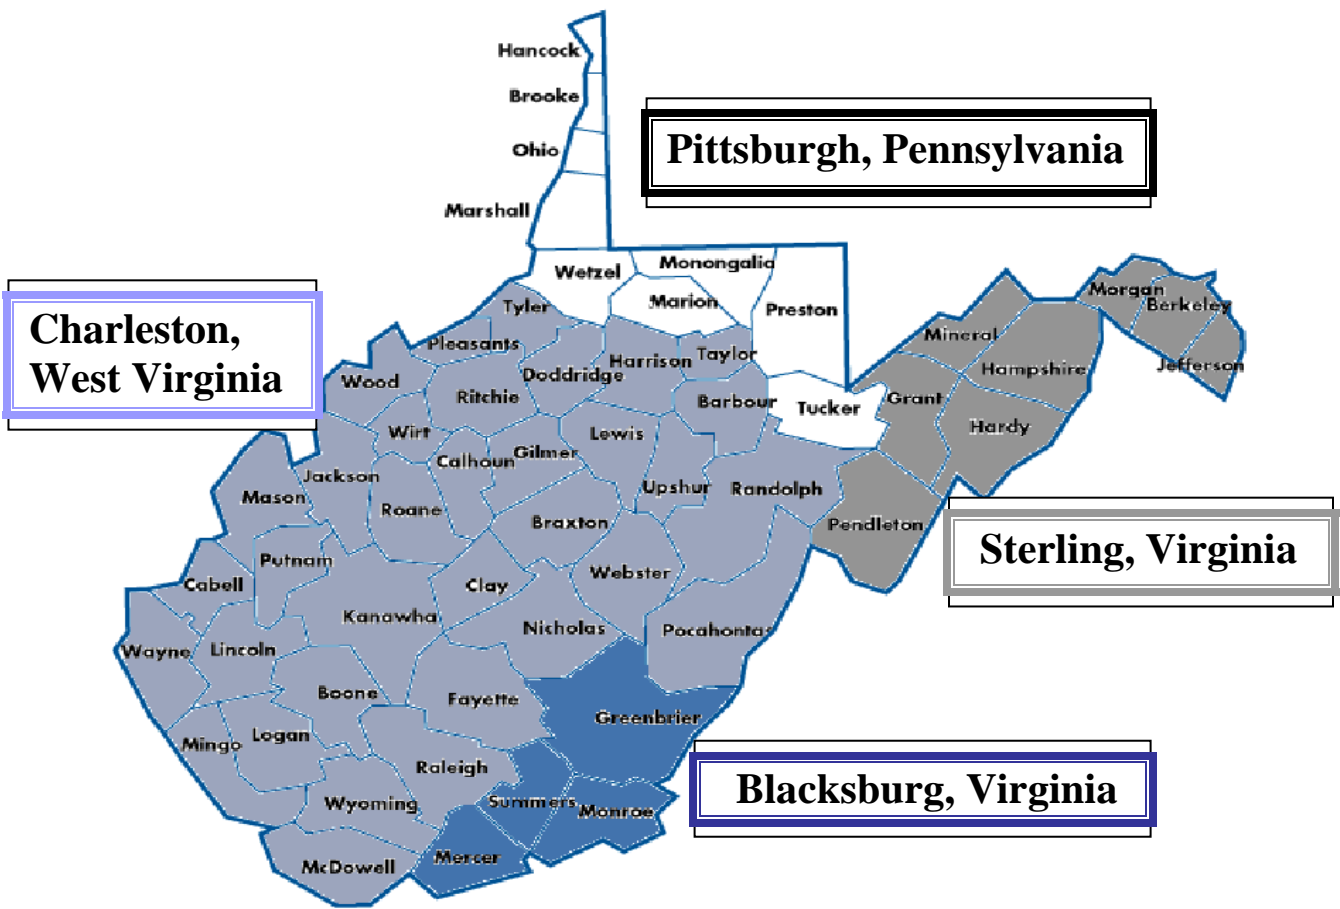 Hancock
Brooke
Ohio
Marshall
Pittsburgh, Pennsylvania
Wetzel
Monongalia
Marion
Preston
Morgan
Berkeley
Jefferson
Mineral
Hampshire
Grant
Hardy
Pendleton
Charleston,
West Virginia
Tyler
Pleasants
Wood
Doddridge
Harrison
Taylor
Ritchie
Barbour
Tucker
Wirt
Calhoun
Gilmer
Lewis
Jackson
Mason
Roane
Upshur
Randolph
Braxton
Sterling, Virginia
Putnam
Cabell
Clay
Webster
Kanawha
Nicholas
Pocahontas
Wayne
Lincoln
Boone
Fayette
Greenbrier
Mingo
Logan
Raleigh
Blacksburg, Virginia
Wyoming
Summers
Monroe
McDowell
Mercer